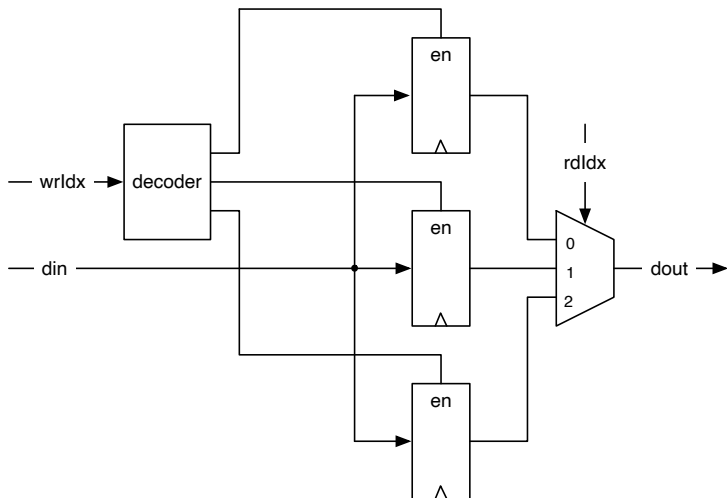 en
rdIdx
wrIdx
decoder
en
0
din
1
dout
2
en